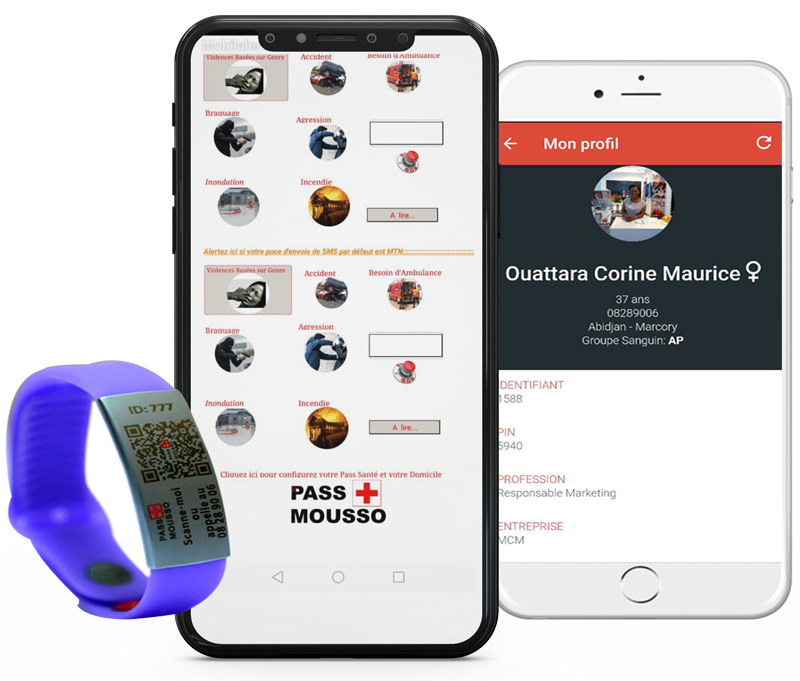 Mobitaies
Violences Basées sur Genre
Accident
Besoin d'Ambulance
Braquage
Agression
Inondation
Incendie
A lire...
Alertez ici si votre puce d'envoie de SMS par défaut est MTN
Violences Basées sur Genre
Accident
Besoin d'Ambulance
Braquage
Agression
Inondation
Incendie
A lire...
Cliquez ici pour configurez votre Pass Santé et votre Domicile
PASS
MOUSSO
Mon profil
Ouattara Corine Maurice♀
37 ans
08289006
Abidjan - Marcory
Groupe Sanguin: AP
IDENTIFIANT
1588
PIN
5940
PROFESSION
Responsable Marketing
ENTREPRISE
MCM
ID:777
PASS
MOUSSO
Scanne-moi
ou
appelle au
08 28 90 06